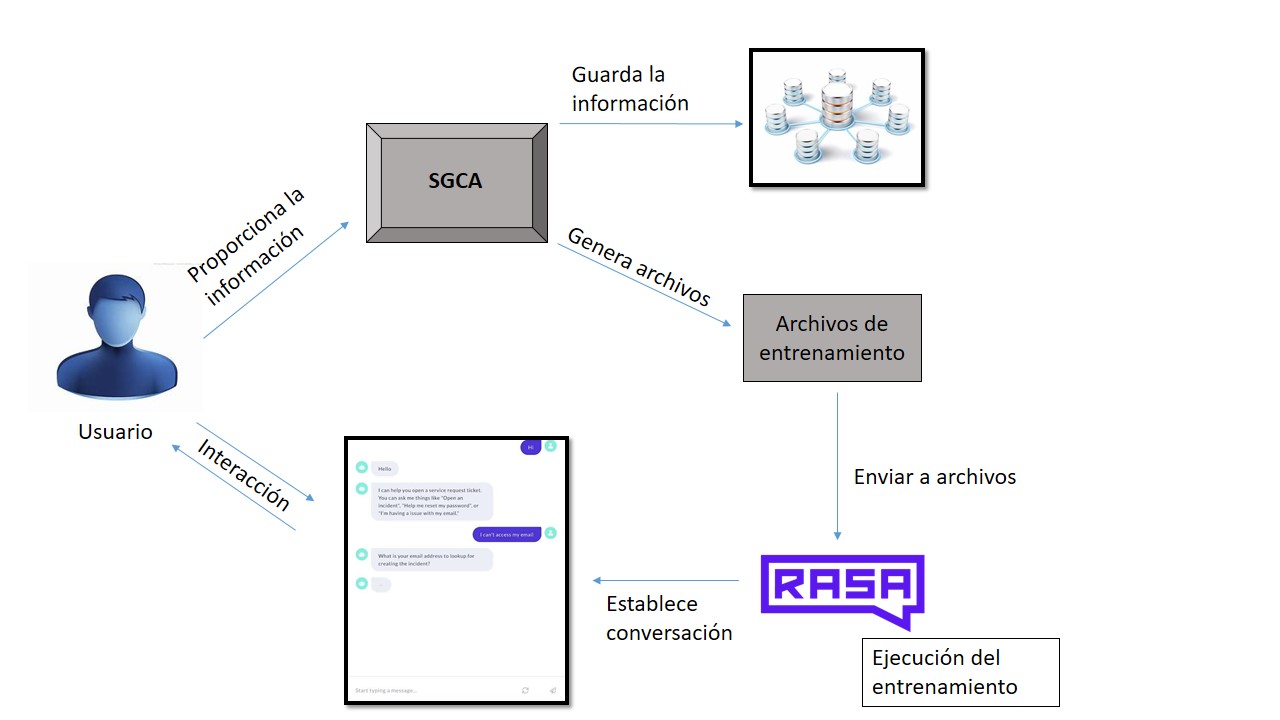 Guarda la
información
SGCA
Proporciona la
información
Genera archivos
Archivos de
entrenamiento
Usuario
Interacción
Hi
Hello
I can help you open a service request ticket.
You can ask me things like "Open an
incident", "Help me reset my password", or
"I'm having a issue with my email."
I can't access my email
What is your email address to lookup for
creating the incident?
Start typing a message...
Enviar a archivos
RASA
Establece
conversación
Ejecución del
entrenamiento